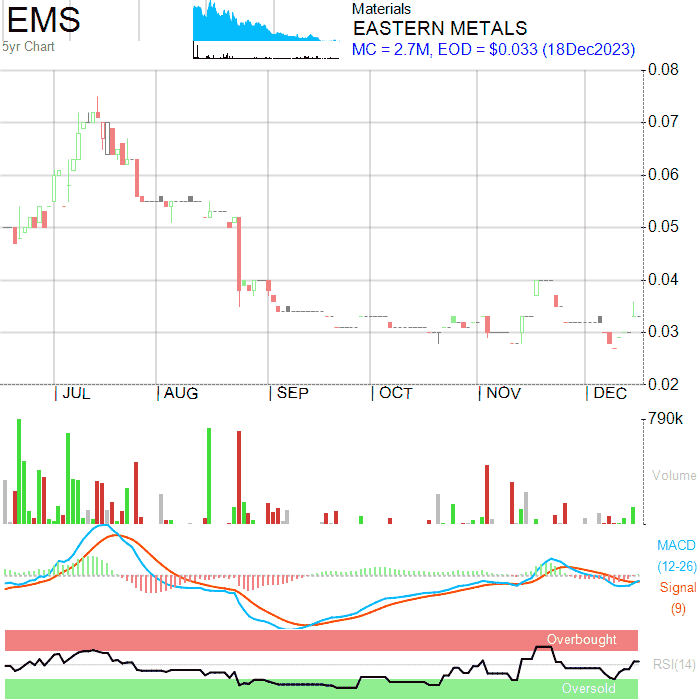 EMS
5yr Chart
Materials
EASTERN METALS
MC = 2.7M, EOD = $0.033 (18Dec2023)
0.08
0.07
0.06
0.05
0.04
0.03
0.02
JUL AUG SEP OCT NOV DEC
790k
Volume
MACD
(12-26)
Signal
(9)
Overbought
RSI(14)
Oversold